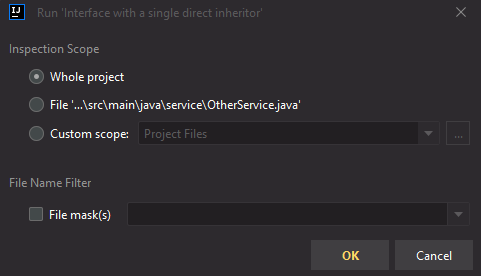 IJ
Run 'Interface with a single direct inheritor'
Inspection Scope
Whole project
File '...\src\main\java\service\OtherService.java'
Custom scope: Project Files ...
File Name Filter
File mask(s)
OK Cancel